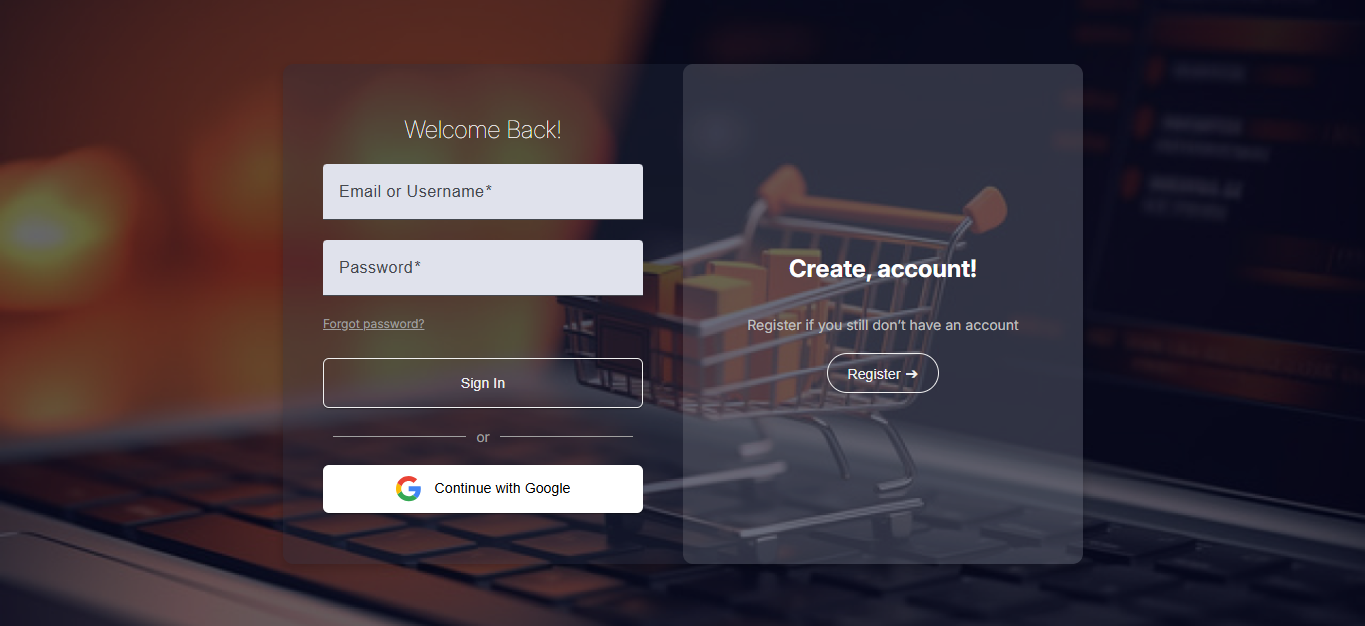 Welcome Back!
Email or Username*
Password*
Forgot password?
Sign In
or
Continue with Google
Create, account!
Register if you still don't have an account
Register ➔